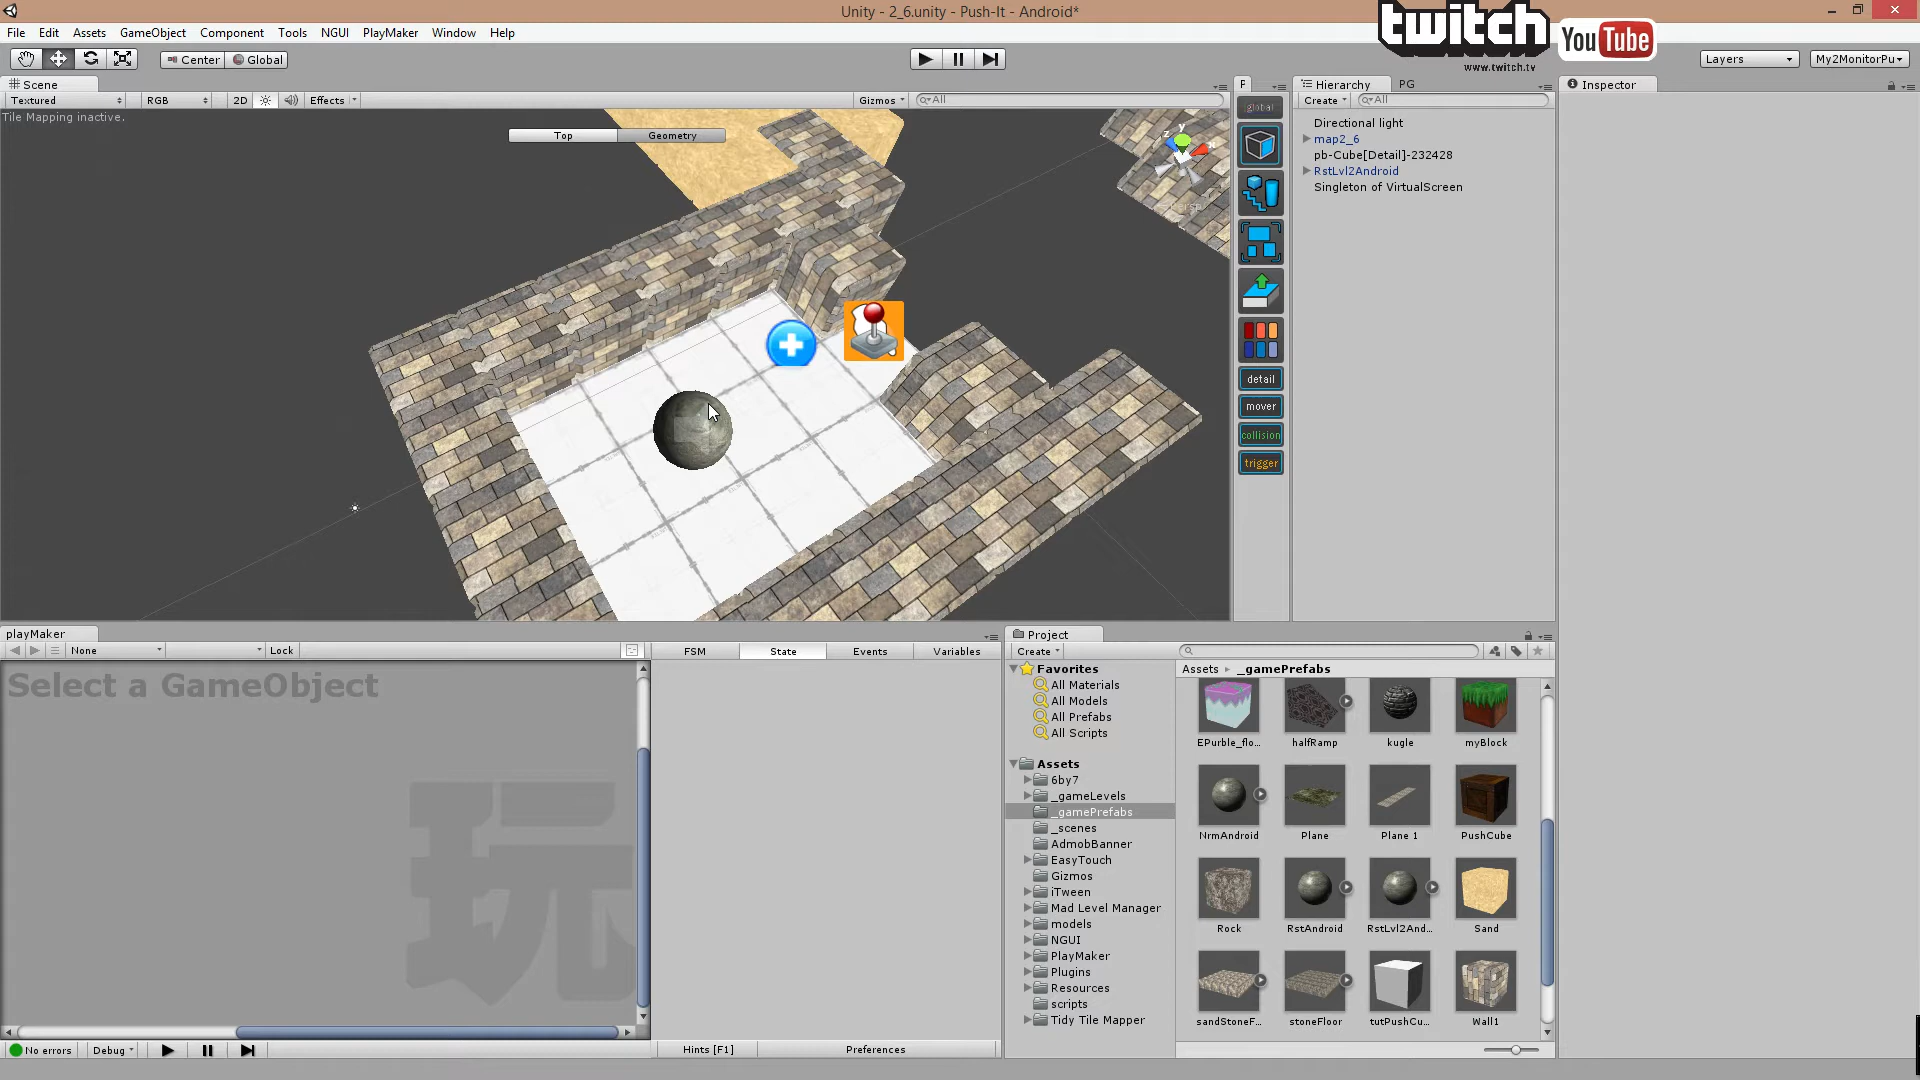 Unity - 2_6.unity - Push-It - Android*
File Edit Assets GameObject Component Tools NGUI PlayMaker Window Help
twitch
www.twitch.tv
YouTube
Center Global
Layers
My2MonitorPu
Scene
Textured RGB 2D Effects Gizmos All
Tile Mapping inactive.
Top Geometry
y
z
x
Persp
F
global
detail
mover
collision
trigger
Hierarchy PG
Create All
Directional light
map2_6
pb-Cube[Detail]-232428
RstLvl2Android
Singleton of VirtualScreen
Inspector
playMaker
None Lock
Select a GameObject
玩
No errors Debug
FSM State Events Variables
Hints [F1] Preferences
Project
Create
Favorites
All Materials
All Models
All Prefabs
All Scripts
Assets
6by7
_gameLevels
_gamePrefabs
_scenes
AdmobBanner
EasyTouch
Gizmos
iTween
Mad Level Manager
models
NGUI
PlayMaker
Plugins
Resources
scripts
Tidy Tile Mapper
Assets _gamePrefabs
EPurble_flo... halfRamp kugle myBlock
NrmAndroid Plane Plane 1 PushCube
Rock RstAndroid RstLvl2And... Sand
sandStoneF... stoneFloor tutPushCu... Wall1